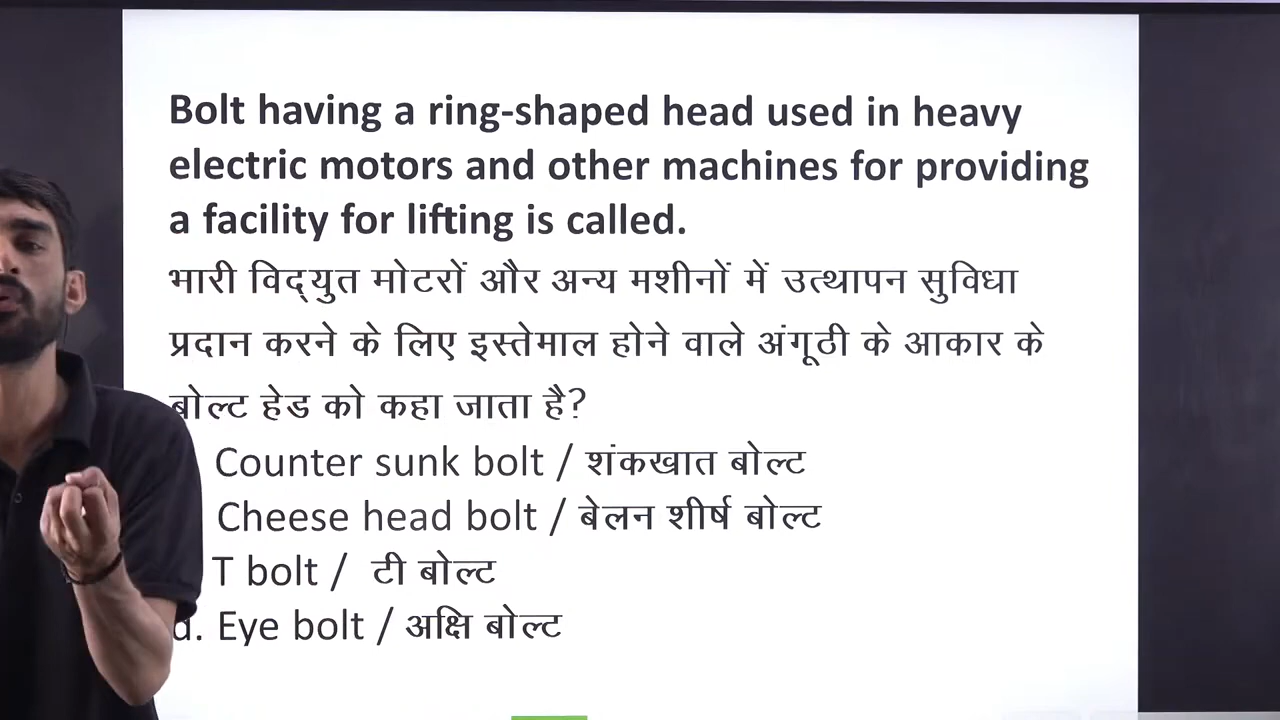 Bolt having a ring-shaped head used in heavy
electric motors and other machines for providing
a facility for lifting is called.
भारी विद्युत मोटरों और अन्य मशीनों में उत्थापन सुविधा
प्रदान करने के लिए इस्तेमाल होने वाले अंगूठी के आकार के
बोल्ट हेड को कहा जाता है?
Counter sunk bolt / शंकखात बोल्ट
Cheese head bolt / बेलन शीर्ष बोल्ट
T bolt / टी बोल्ट
d. Eye bolt / अक्षि बोल्ट